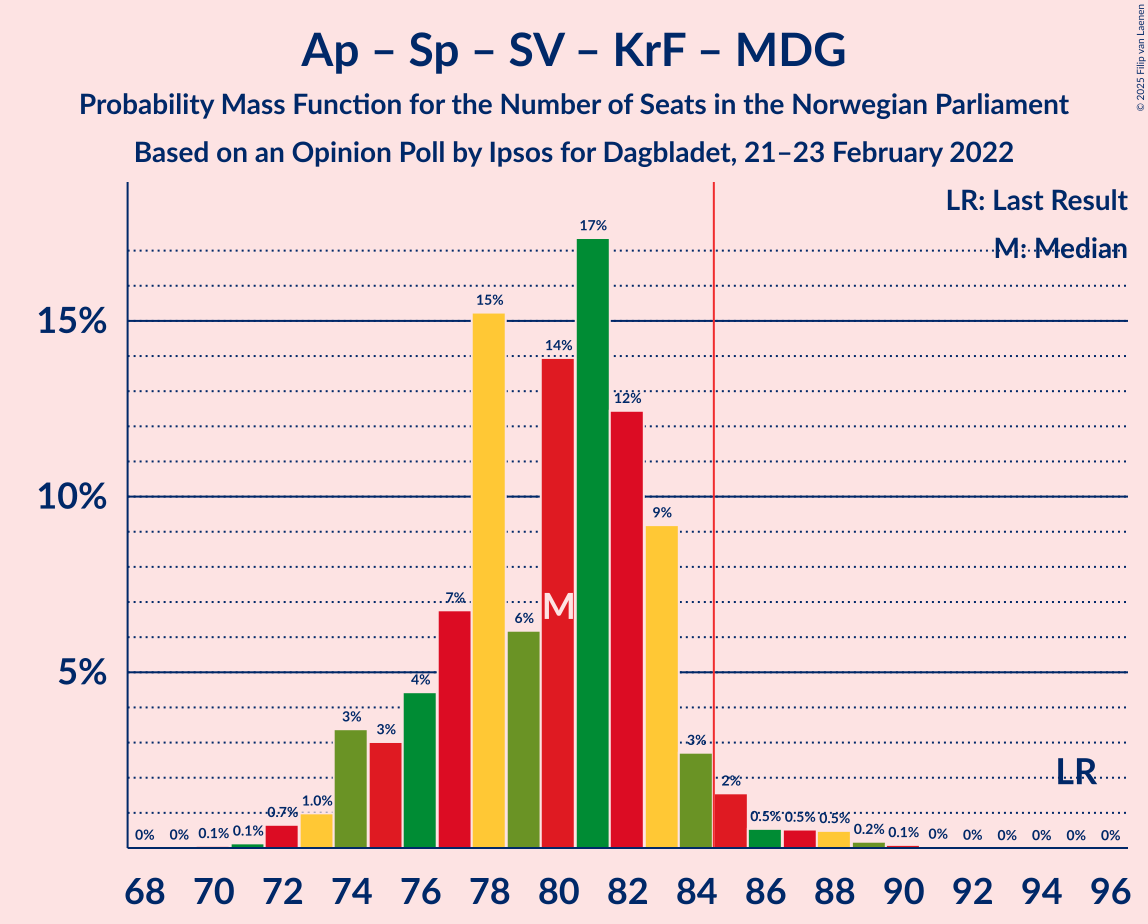 Ap – Sp – SV – KrF – MDG
Probability Mass Function for the Number of Seats in the Norwegian Parliament
Based on an Opinion Poll by Ipsos for Dagbladet, 21–23 February 2022
© 2025 Filip van Laenen
LR: Last Result
M: Median
15%
10%
5%
0% 0% 0.1% 0.1% 0.7% 1.0% 3% 3% 4% 7% 15% 6% 14% 17% 12% 9% 3% 2% 0.5% 0.5% 0.5% 0.2% 0.1% 0% 0% 0% 0% 0% 0%
M
LR
68 70 72 74 76 78 80 82 84 86 88 90 92 94 96